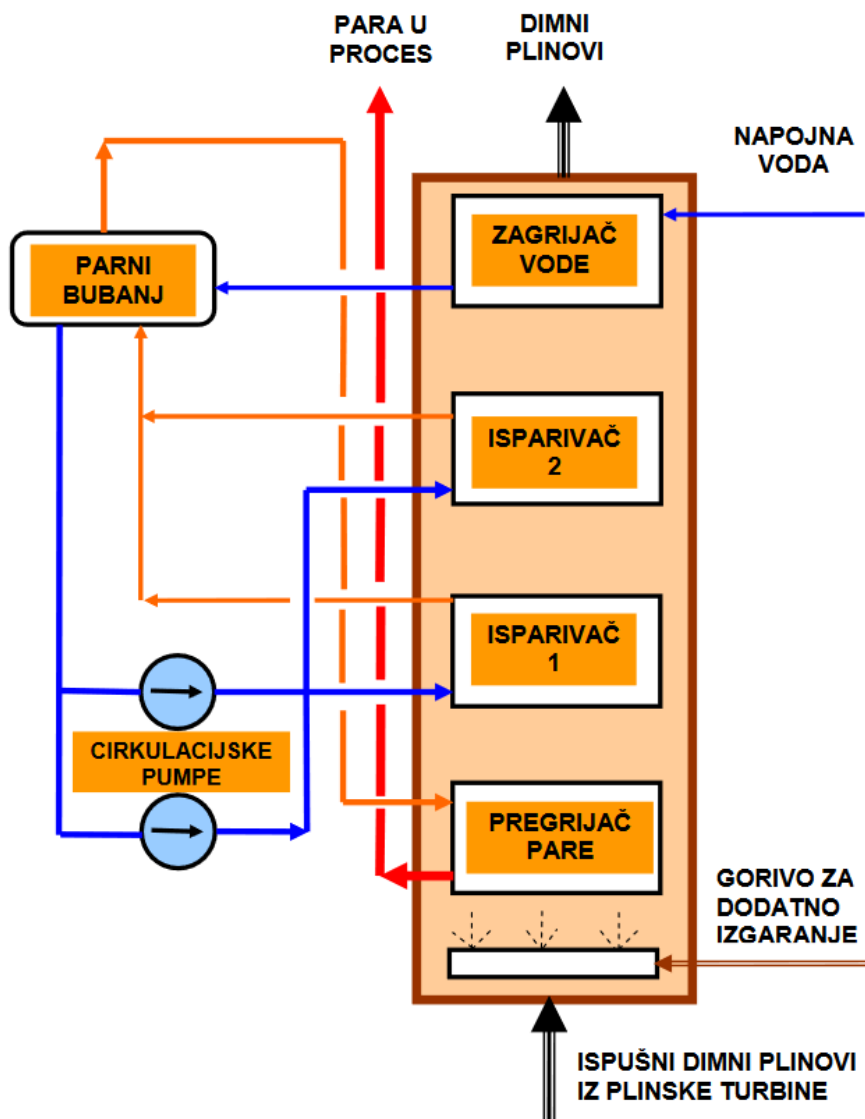 PARA U
PROCES
DIMNI
PLINOVI
NAPOJNA
VODA
ZAGRIJAČ
VODE
PARNI
BUBANJ
ISPARIVAČ
2
ISPARIVAČ
1
CIRKULACIJSKE
PUMPE
PREGRIJAČ
PARE
GORIVO ZA
DODATNO
IZGARANJE
ISPUŠNI DIMNI PLINOVI
IZ PLINSKE TURBINE